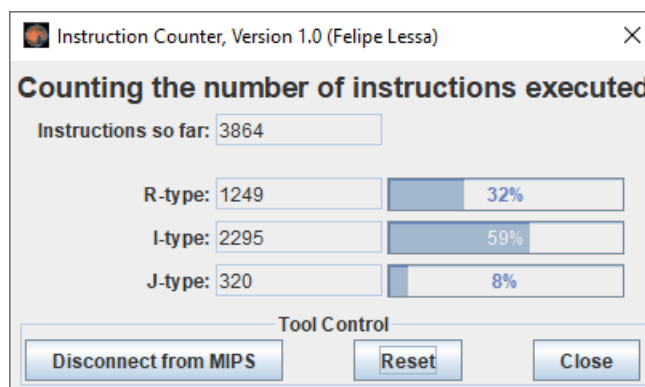 Instruction Counter, Version 1.0 (Felipe Lessa)
Counting the number of instructions executed
Instructions so far: 3864
R-type: 1249 32%
I-type: 2295 59%
J-type: 320 8%
Tool Control
Disconnect from MIPS Reset Close